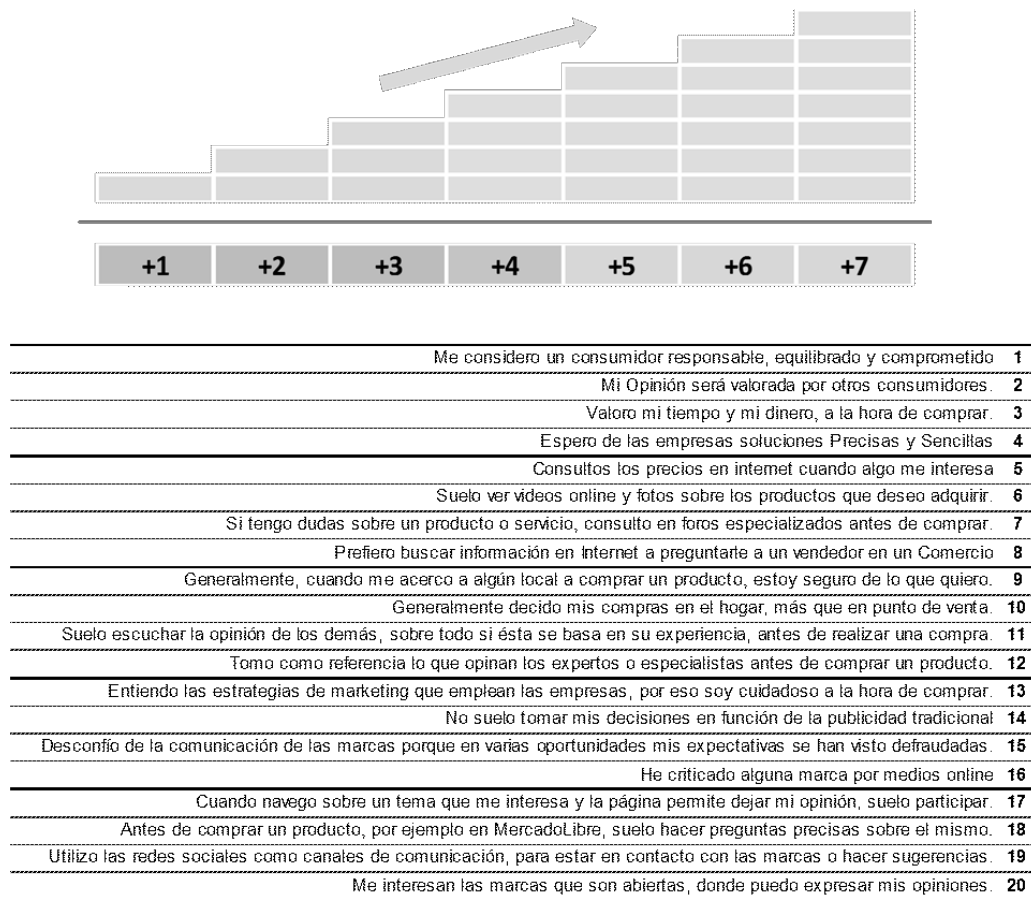 +1 +2 +3 +4 +5 +6 +7
Me considero un consumidor responsable, equilibrado y comprometido 1
Mi Opinión será valorada por otros consumidores. 2
Valoro mi tiempo y mi dinero, a la hora de comprar. 3
Espero de las empresas soluciones Precisas y Sencillas 4
Consultos los precios en internet cuando algo me interesa 5
Suelo ver videos online y fotos sobre los productos que deseo adquirir. 6
Si tengo dudas sobre un producto o servicio, consulto en foros especializados antes de comprar. 7
Prefiero buscar información en Internet a preguntarle a un vendedor en un Comercio 8
Generalmente, cuando me acerco a algún local a comprar un producto, estoy seguro de lo que quiero. 9
Generalmente decido mis compras en el hogar, más que en punto de venta. 10
Suelo escuchar la opinión de los demás, sobre todo si ésta se basa en su experiencia, antes de realizar una compra. 11
Tomo como referencia lo que opinan los expertos o especialistas antes de comprar un producto. 12
Entiendo las estrategias de marketing que emplean las empresas, por eso soy cuidadoso a la hora de comprar. 13
No suelo tomar mis decisiones en función de la publicidad tradicional 14
Desconfío de la comunicación de las marcas porque en varias oportunidades mis expectativas se han visto defraudadas. 15
He criticado alguna marca por medios online 16
Cuando navego sobre un tema que me interesa y la página permite dejar mi opinión, suelo participar. 17
Antes de comprar un producto, por ejemplo en MercadoLibre, suelo hacer preguntas precisas sobre el mismo. 18
Utilizo las redes sociales como canales de comunicación, para estar en contacto con las marcas o hacer sugerencias. 19
Me interesan las marcas que son abiertas, donde puedo expresar mis opiniones. 20